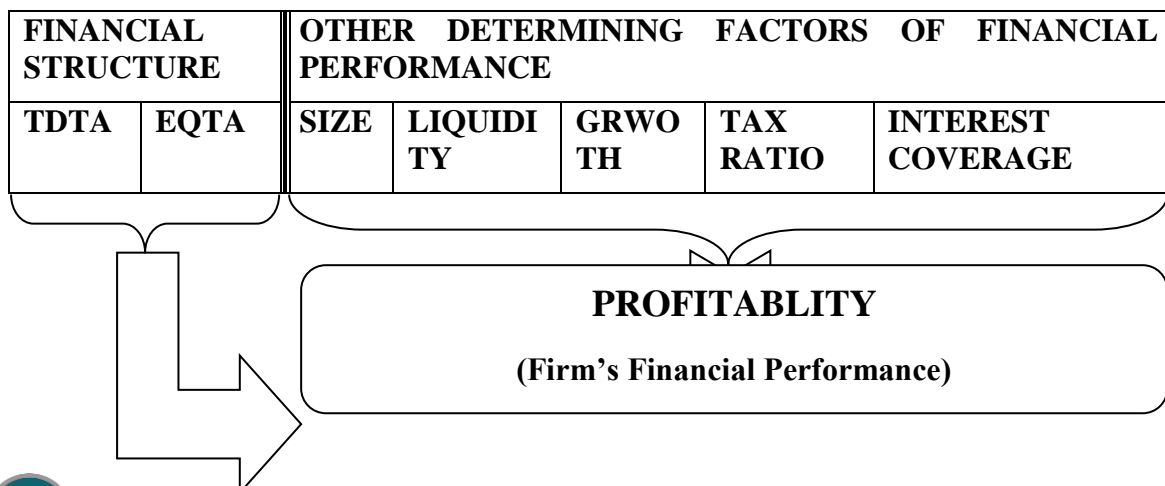 FINANCIAL
STRUCTURE
OTHER DETERMINING FACTORS OF FINANCIAL
PERFORMANCE
TDTA
EQTA
SIZE
LIQUIDI
TY
GRWO
TH
TAX
RATIO
INTEREST
COVERAGE
PROFITABLITY
(Firm’s Financial Performance)